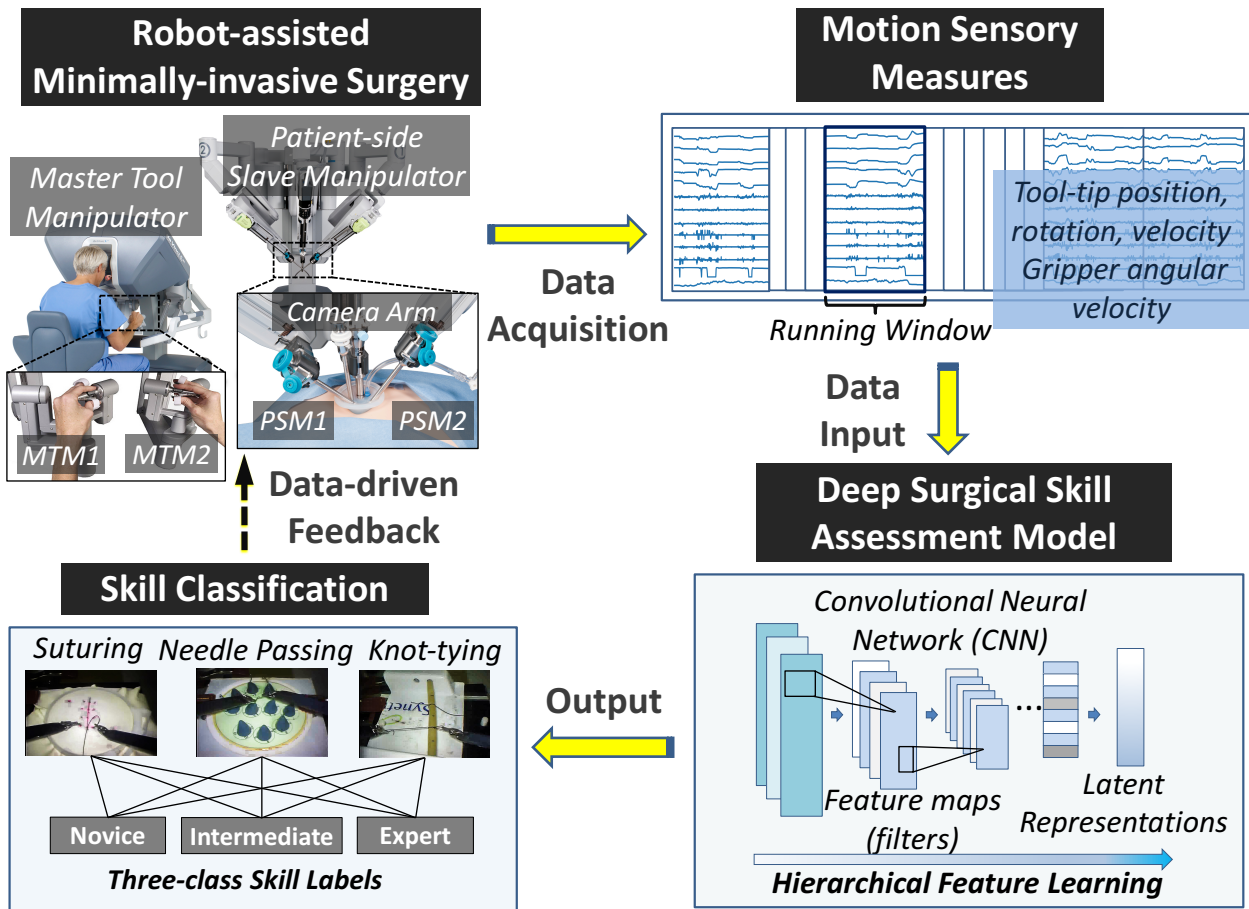 Robot-assisted
Minimally-invasive Surgery
Patient-side
Slave Manipulator
Master Tool
Manipulator
2
Camera Arm
PSM1
PSM2
MTM1
MTM2
Data
Acquisition
Motion Sensory
Measures
Tool-tip position,
rotation, velocity
Gripper angular
velocity
Running Window
Data
Input
Deep Surgical Skill
Assessment Model
Convolutional Neural
Network (CNN)
...
Feature maps
(filters)
Latent
Representations
Hierarchical Feature Learning
Output
Data-driven
Feedback
Skill Classification
Suturing
Needle Passing
Knot-tying
Synet
Novice
Intermediate
Expert
Three-class Skill Labels